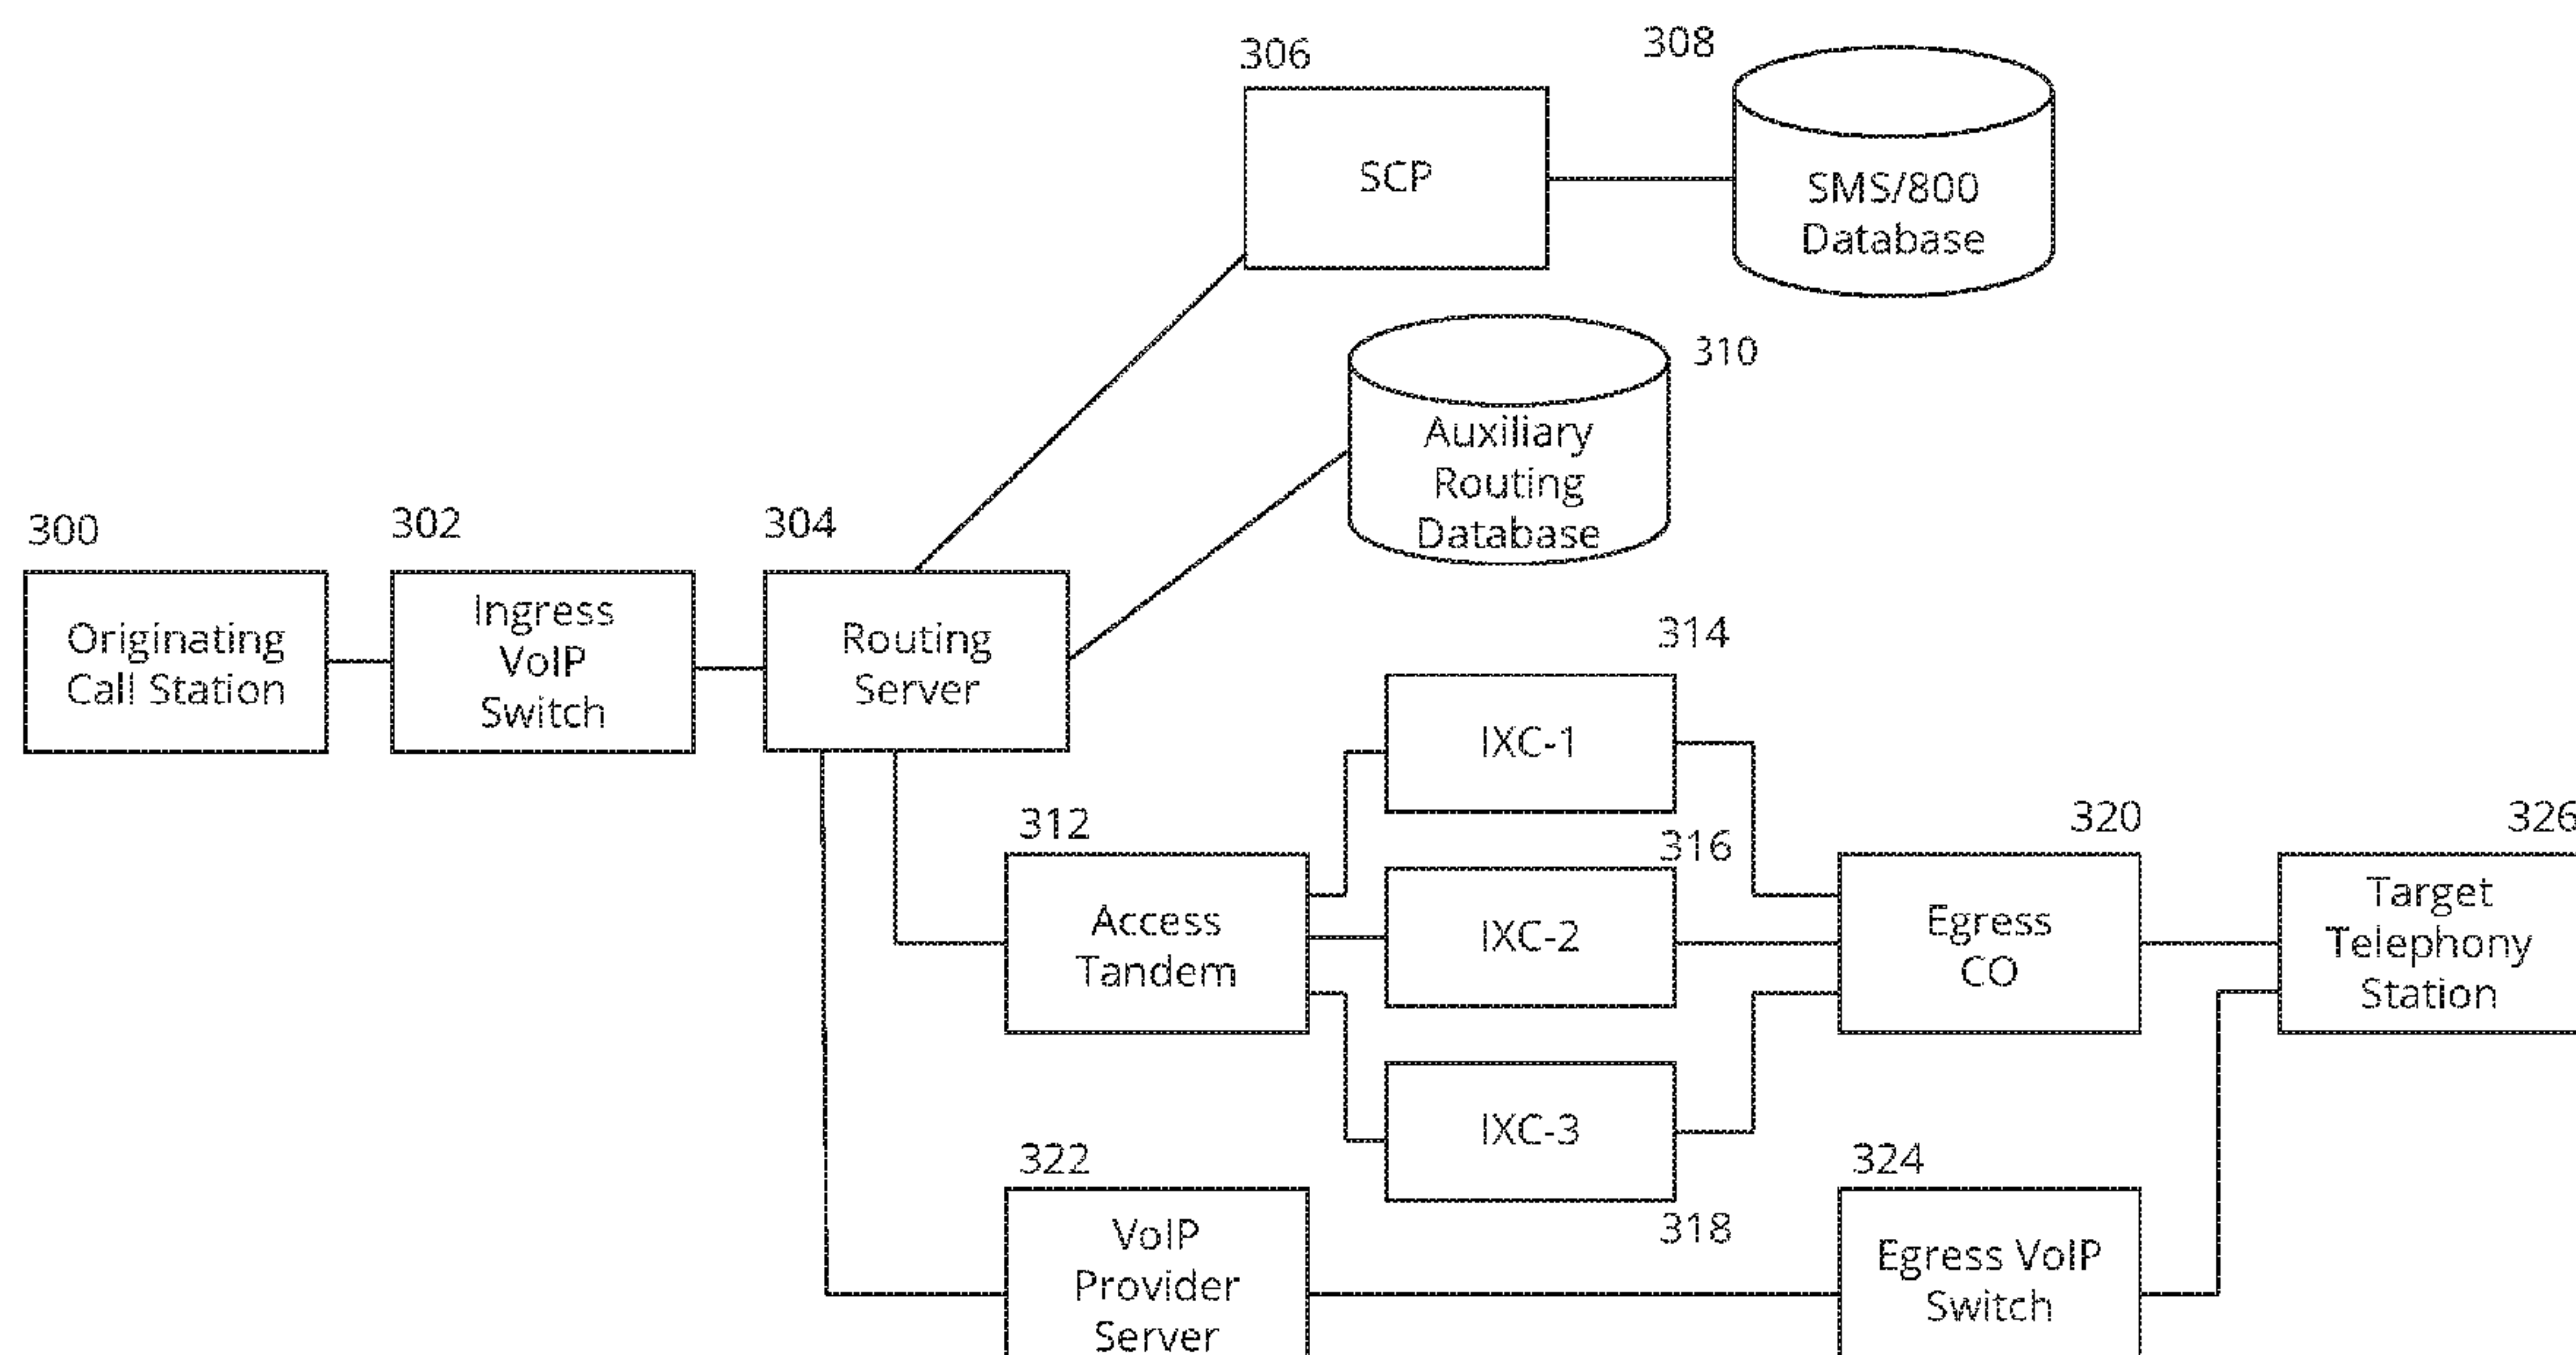 306
SCP
308
SMS/800
Database
310
Auxiliary
Routing
Database
300
Originating
Call Station
302
Ingress
VoIP
Switch
304
Routing
Server
312
Access
Tandem
314
IXC-1
316
IXC-2
IXC-3
318
320
Egress
CO
326
Target
Telephony
Station
322
VoIP
Provider
Server
324
Egress VoIP
Switch